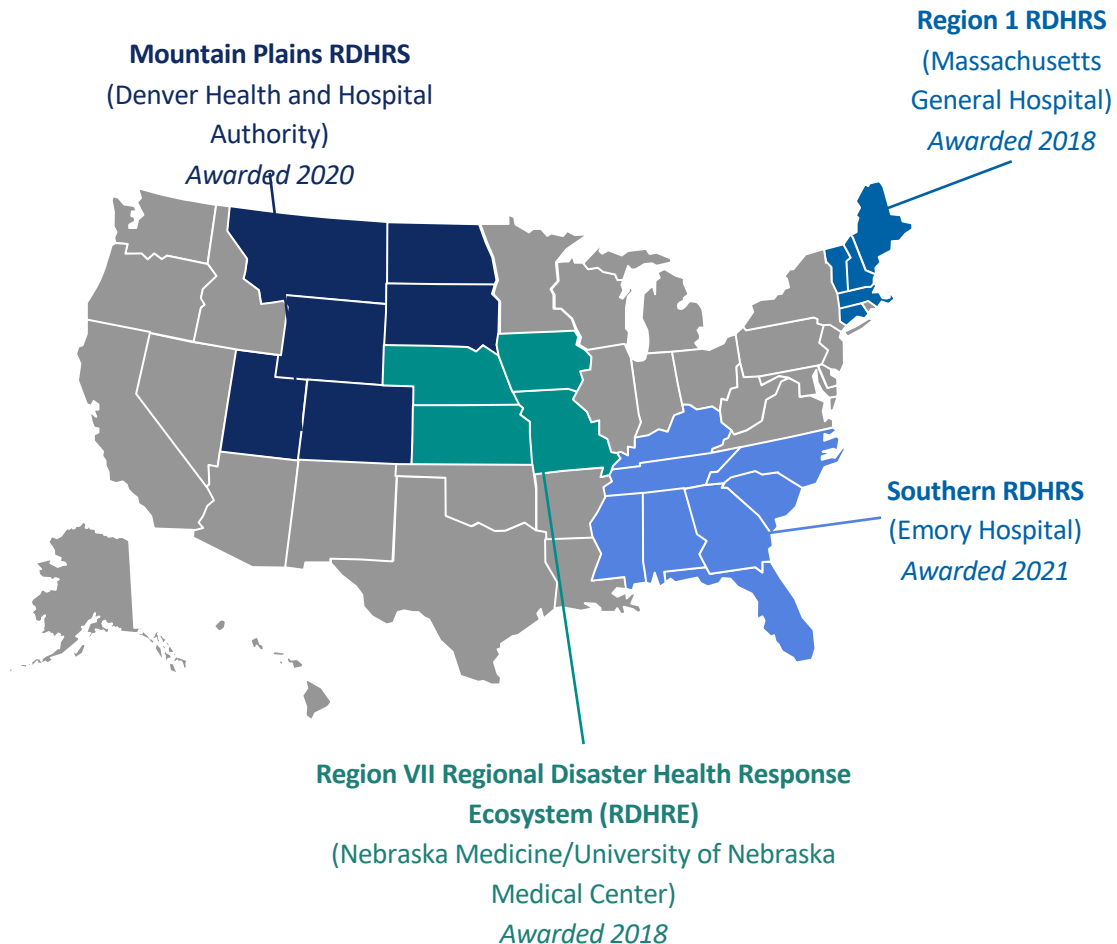 Mountain Plains RDHRS
(Denver Health and Hospital
Authority)
Awarded 2020
Region 1 RDHRS
(Massachusetts
General Hospital)
Awarded 2018
Southern RDHRS
(Emory Hospital)
Awarded 2021
Region VII Regional Disaster Health Response
Ecosystem (RDHRE)
(Nebraska Medicine/University of Nebraska
Medical Center)
Awarded 2018